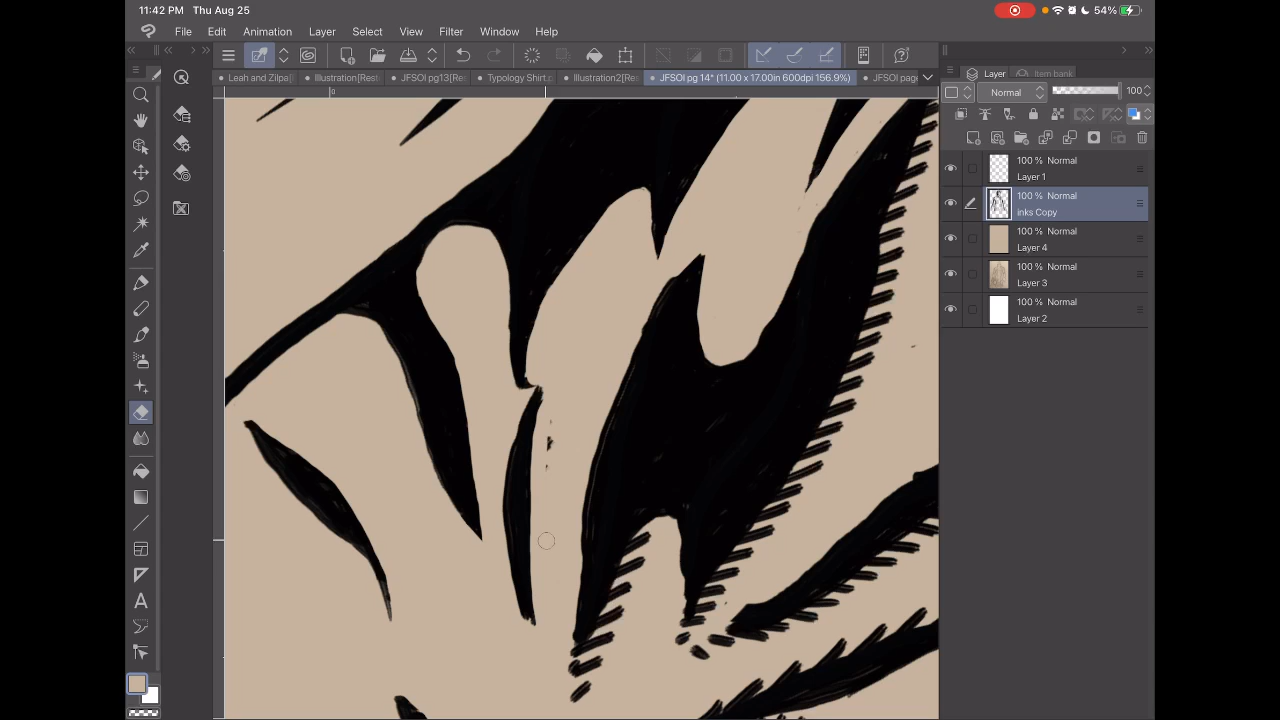 11:42 PM Thu Aug 25
54%
File Edit Animation Layer Select View Filter Window Help
Leah and Zilpa[ Illustration[Rest JFSOI pg13[Re: Typology Shirt. Illustration2[Res JFSOI pg 14* (11.00 x 17.00in 600dpi 156.9%) JFSOI page
Layer Item bank
Normal 100
100 % Normal
Layer 1
100 % Normal
inks Copy
100 % Normal
Layer 4
100 % Normal
Layer 3
100 % Normal
Layer 2